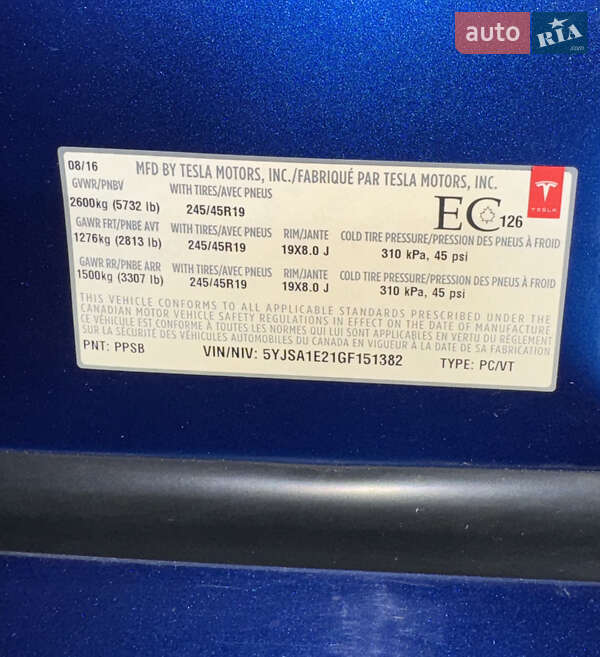 auto RIA.com
08/16 MFD BY TESLA MOTORS, INC./FABRIQUÉ PAR TESLA MOTORS, INC.
GVWR/PNBV WITH TIRES/AVEC PNEUS
2600kg (5732 lb) 245/45R19 EC 126 TESLA
GAWR FRT/PNBE AVT WITH TIRES/AVEC PNEUS RIM/JANTE COLD TIRE PRESSURE/PRESSION DES PNEUS À FROID
1276kg (2813 lb) 245/45R19 19X8.0 J 310 kPa, 45 psi
GAWR RR/PNBE ARR WITH TIRES/AVEC PNEUS RIM/JANTE COLD TIRE PRESSURE/PRESSION DES PNEUS À FROID
1500kg (3307 lb) 245/45R19 19X8.0 J 310 kPa, 45 psi
THIS VEHICLE CONFORMS TO ALL APPLICABLE STANDARDS PRESCRIBED UNDER THE
CANADIAN MOTOR VEHICLE SAFETY REGULATIONS IN EFFECT ON THE DATE OF MANUFACTURE
CE VÉHICULE EST CONFORME À TOUTES LES NORMES QUI LUI SONT APPLICABLES EN VERTU DU RÈGLEMENT
SUR LA SÉCURITÉ DES VÉHICULES AUTOMOBILES DU CANADA EN VIGUEUR À LA DATE DE SA FABRICATION
PNT: PPSB VIN/NIV: 5YJSA1E21GF151382 TYPE: PC/VT